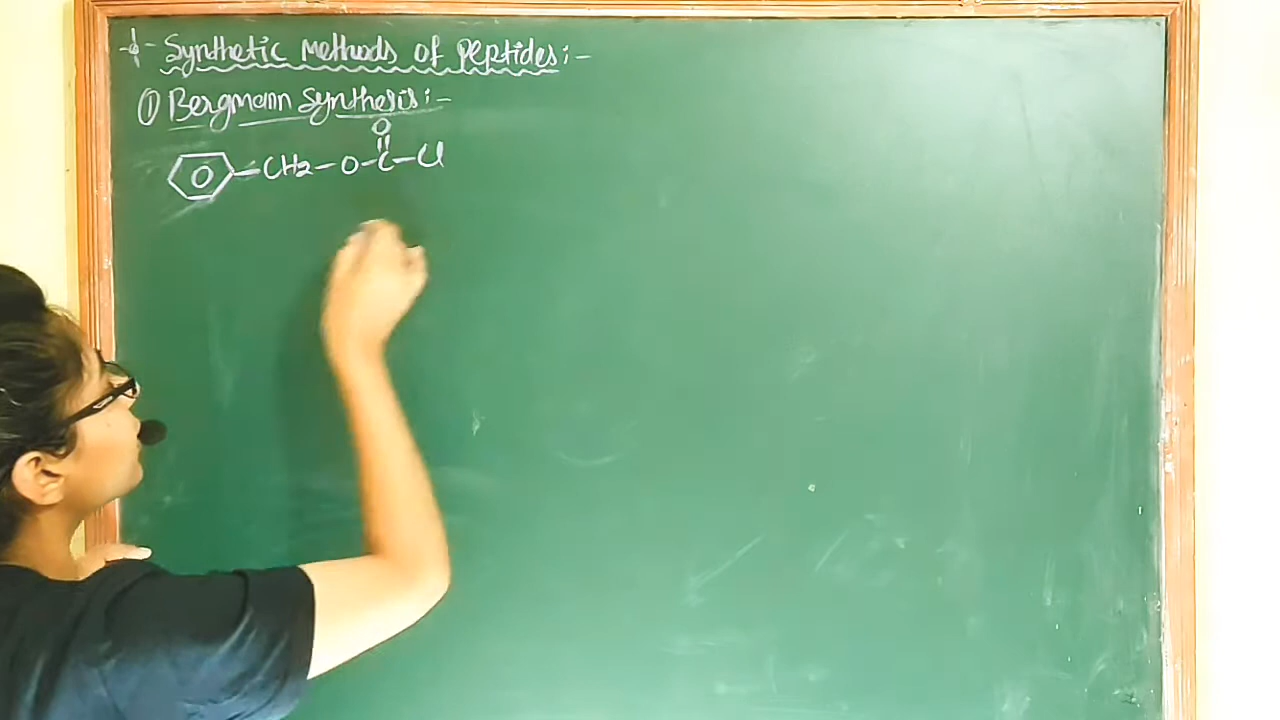 Synthetic Methods of Peptides:-
① Bergmann Synthesis:-
O
CH2-O-C-Cl